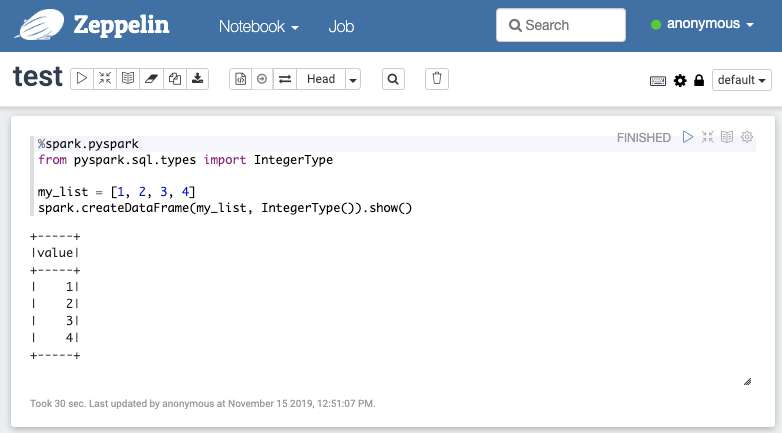 Zeppelin Notebook Job Search anonymous
test Head default
FINISHED
%spark.pyspark
from pyspark.sql.types import IntegerType
my_list = [1, 2, 3, 4]
spark.createDataFrame(my_list, IntegerType()).show()
+-----+
|value|
+-----+
|    1|
|    2|
|    3|
|    4|
+-----+
Took 30 sec. Last updated by anonymous at November 15 2019, 12:51:07 PM.